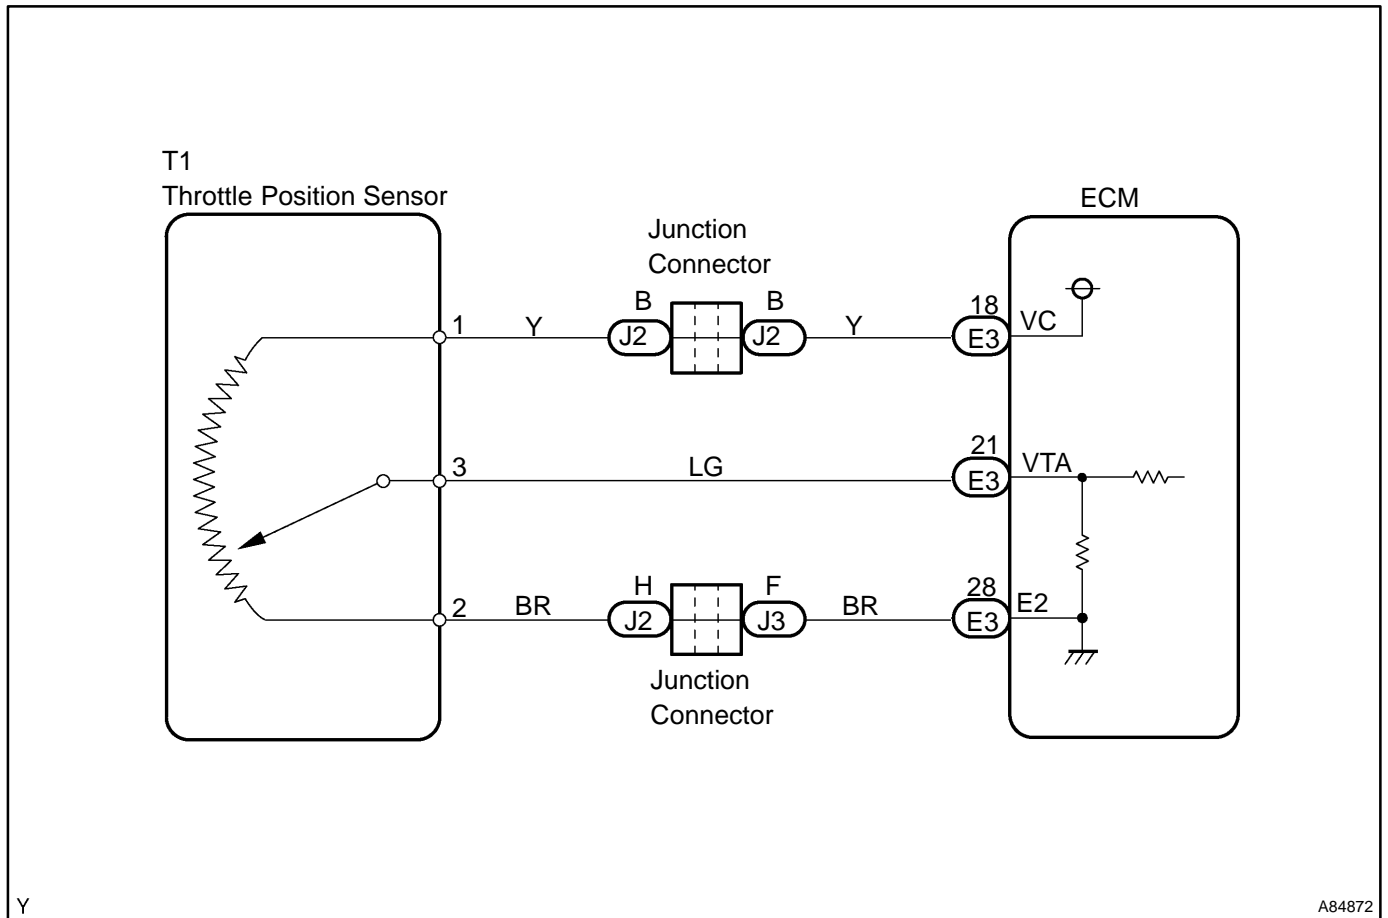 T1
Throttle Position Sensor
ECM
Junction
Connector
B
B
18
1
Y
J2
J2
Y
E3
VC
21
3
LG
E3
VTA
H
F
28
2
BR
J2
J3
BR
E3
E2
Junction
Connector
Y
A84872